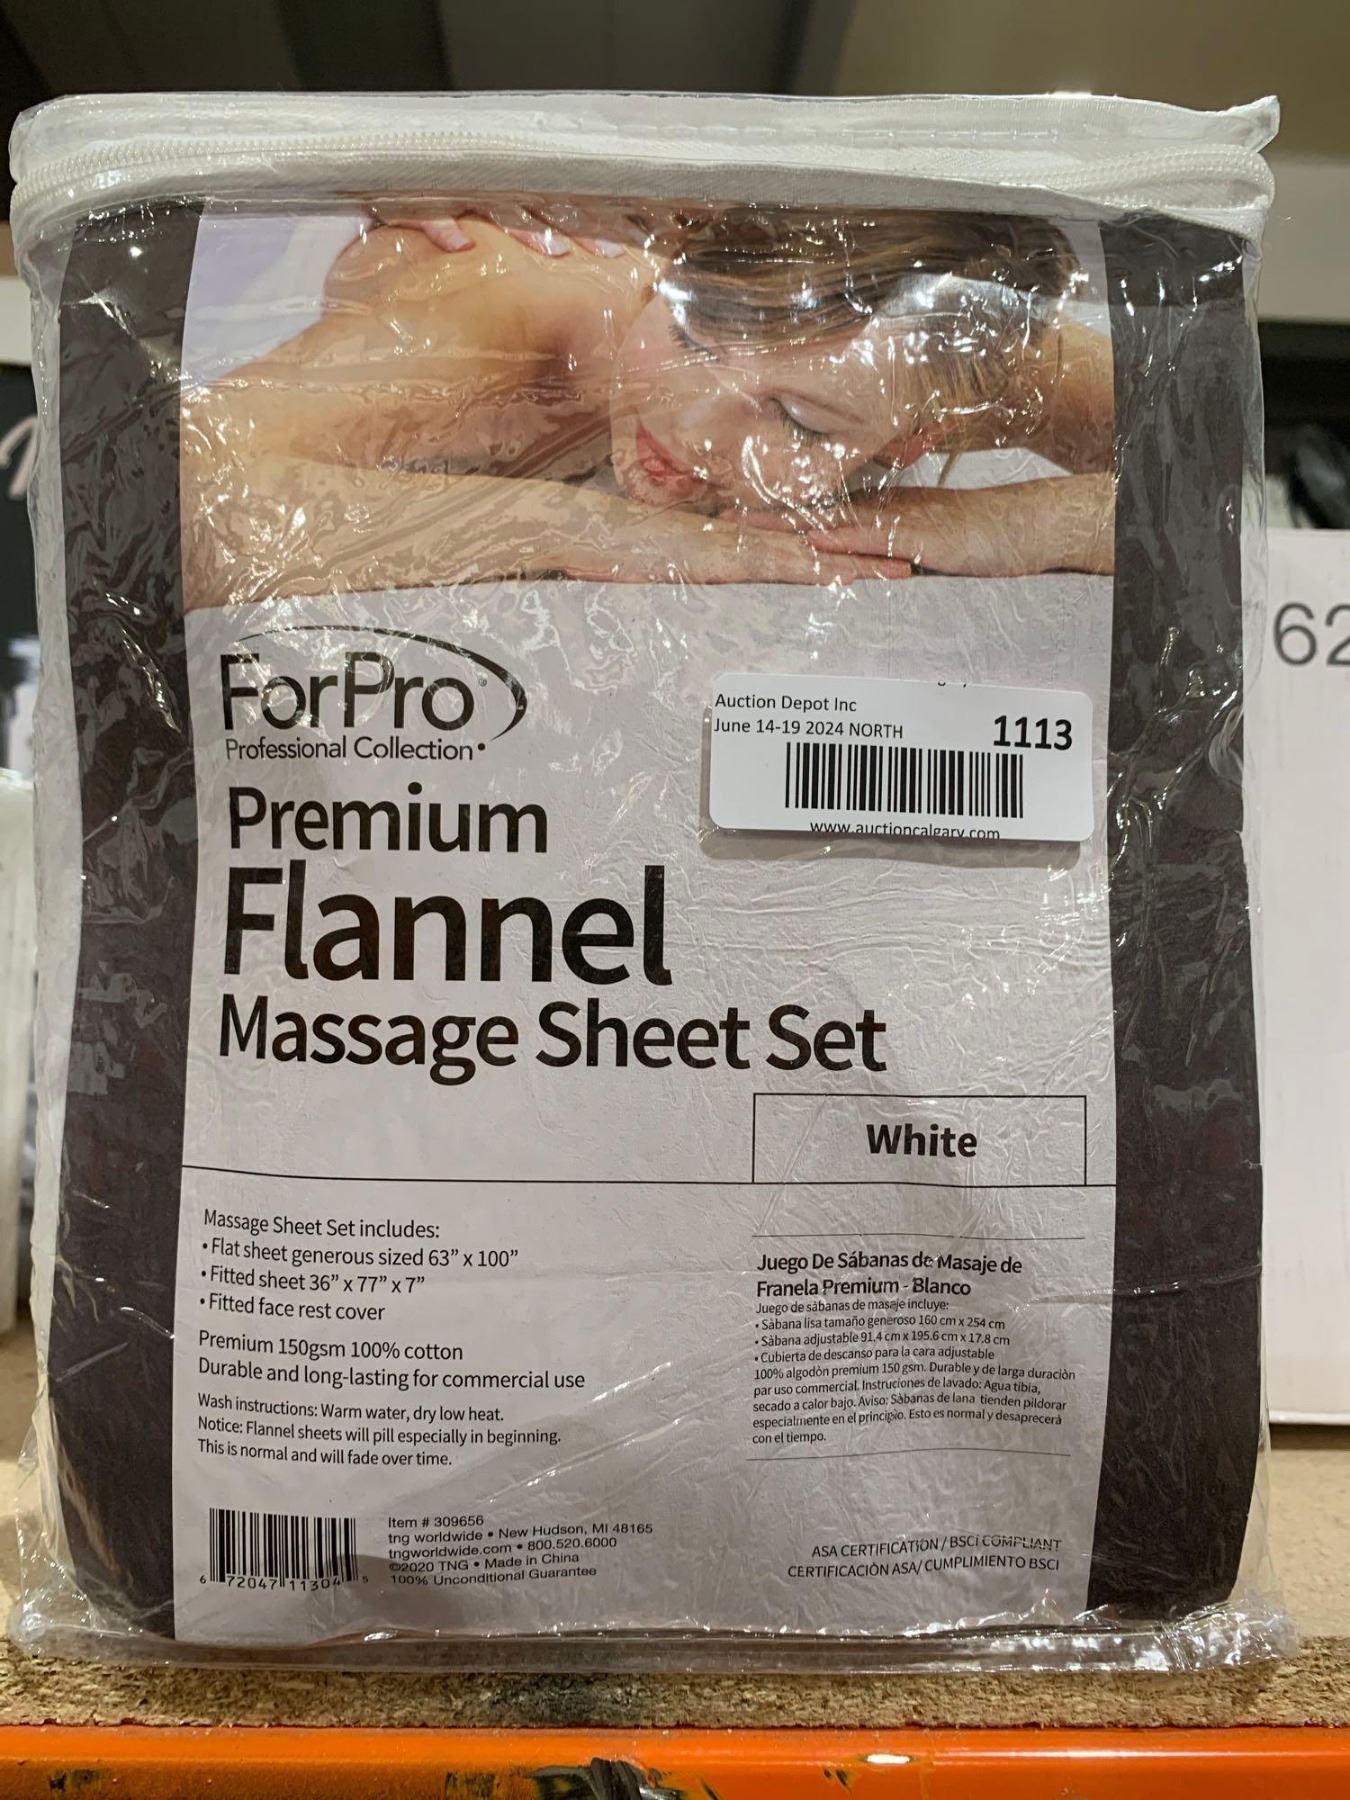 ForPro®
Professional Collection•
Auction Depot Inc
June 14-19 2024 NORTH
1113
www.auctioncalgary.com
Premium
Flannel
Massage Sheet Set
White
Massage Sheet Set includes:
• Flat sheet generous sized 63” x 100”
• Fitted sheet 36” x 77” x 7”
• Fitted face rest cover
Premium 150gsm 100% cotton
Durable and long-lasting for commercial use
Wash instructions: Warm water, dry low heat.
Notice: Flannel sheets will pill especially in beginning.
This is normal and will fade over time.
Juego De Sábanas de Masaje de
Franela Premium - Blanco
Juego de sàbanas de masaje incluye:
• Sàbana lisa tamaño generoso 160 cm x 254 cm
• Sàbana adjustable 91.4 cm x 195.6 cm x 17.8 cm
• Cubierta de descanso para la cara adjustable
100% algodòn premium 150 gsm. Durable y de larga duraciòn
par uso commercial. Instruciones de lavado: Agua tibia,
secado a calor bajo. Aviso: Sàbanas de lana tienden pildorar
especialmente en el principio. Esto es normal y desaprecerà
con el tiempo.
6 72047 11304 5
Item # 309656
tng worldwide • New Hudson, MI 48165
tngworldwide.com • 800.520.6000
©2020 TNG • Made in China
100% Unconditional Guarantee
ASA CERTIFICATION / BSCI COMPLIANT
CERTIFICACIÒN ASA/ CUMPLIMIENTO BSCI
62